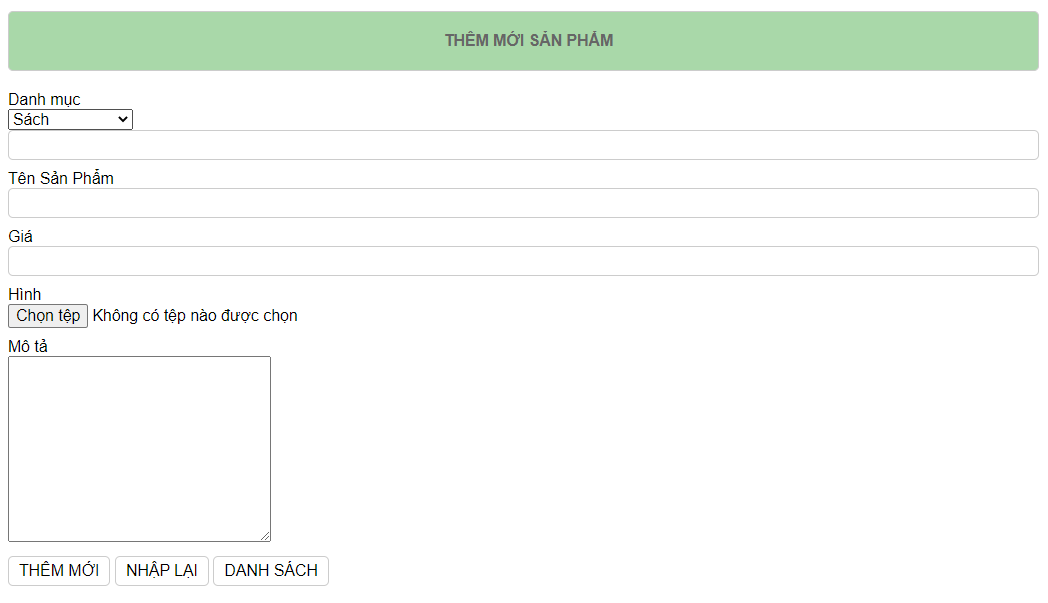 THÊM MỚI SẢN PHẨM
Danh mục
Sách
Tên Sản Phẩm
Giá
Hình
Chọn tệp Không có tệp nào được chọn
Mô tả
THÊM MỚI NHẬP LẠI DANH SÁCH